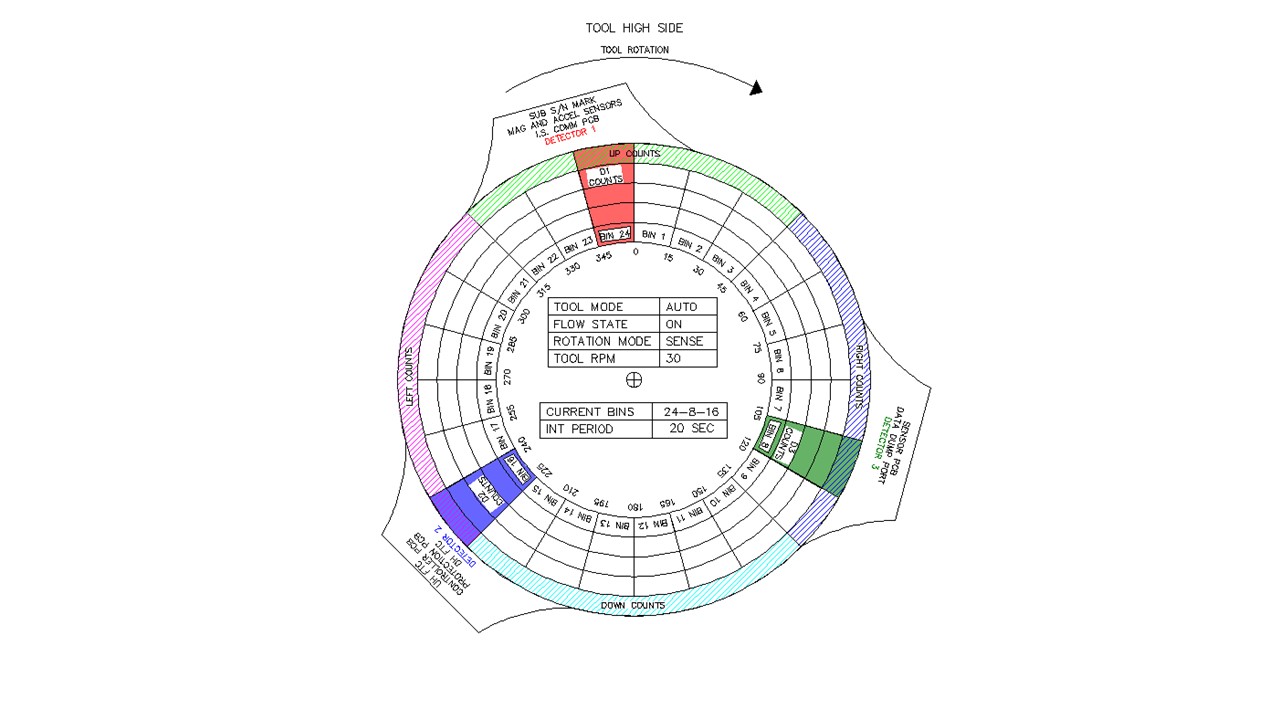 TOOL HIGH SIDE
TOOL ROTATION
SUB S/N MARK
MAG AND ACCEL SENSORS
I.S. COMM PCB
DETECTOR 1
UP COUNTS
D1
COUNTS
BIN 24
BIN 1
BIN 2
BIN 3
BIN 4
BIN 5
BIN 6
BIN 7
BIN 8
BIN 9
BIN 10
BIN 11
BIN 12
BIN 13
BIN 14
BIN 15
BIN 16
BIN 17
BIN 18
BIN 19
BIN 20
BIN 21
BIN 22
BIN 23
0
15
30
45
60
75
90
105
120
135
150
165
180
195
210
225
240
255
270
285
300
315
330
345
TOOL MODE AUTO
FLOW STATE ON
ROTATION MODE SENSE
TOOL RPM 30
CURRENT BINS 24-8-16
INT PERIOD 20 SEC
RIGHT COUNTS
D3
COUNTS
SENSOR PCB
DATA DUMP PORT
DETECTOR 3
LEFT COUNTS
D2
COUNTS
DETECTOR 2
DH FTC
PROTECTION PCB
CONTROLLER PCB
UH FTC
DOWN COUNTS